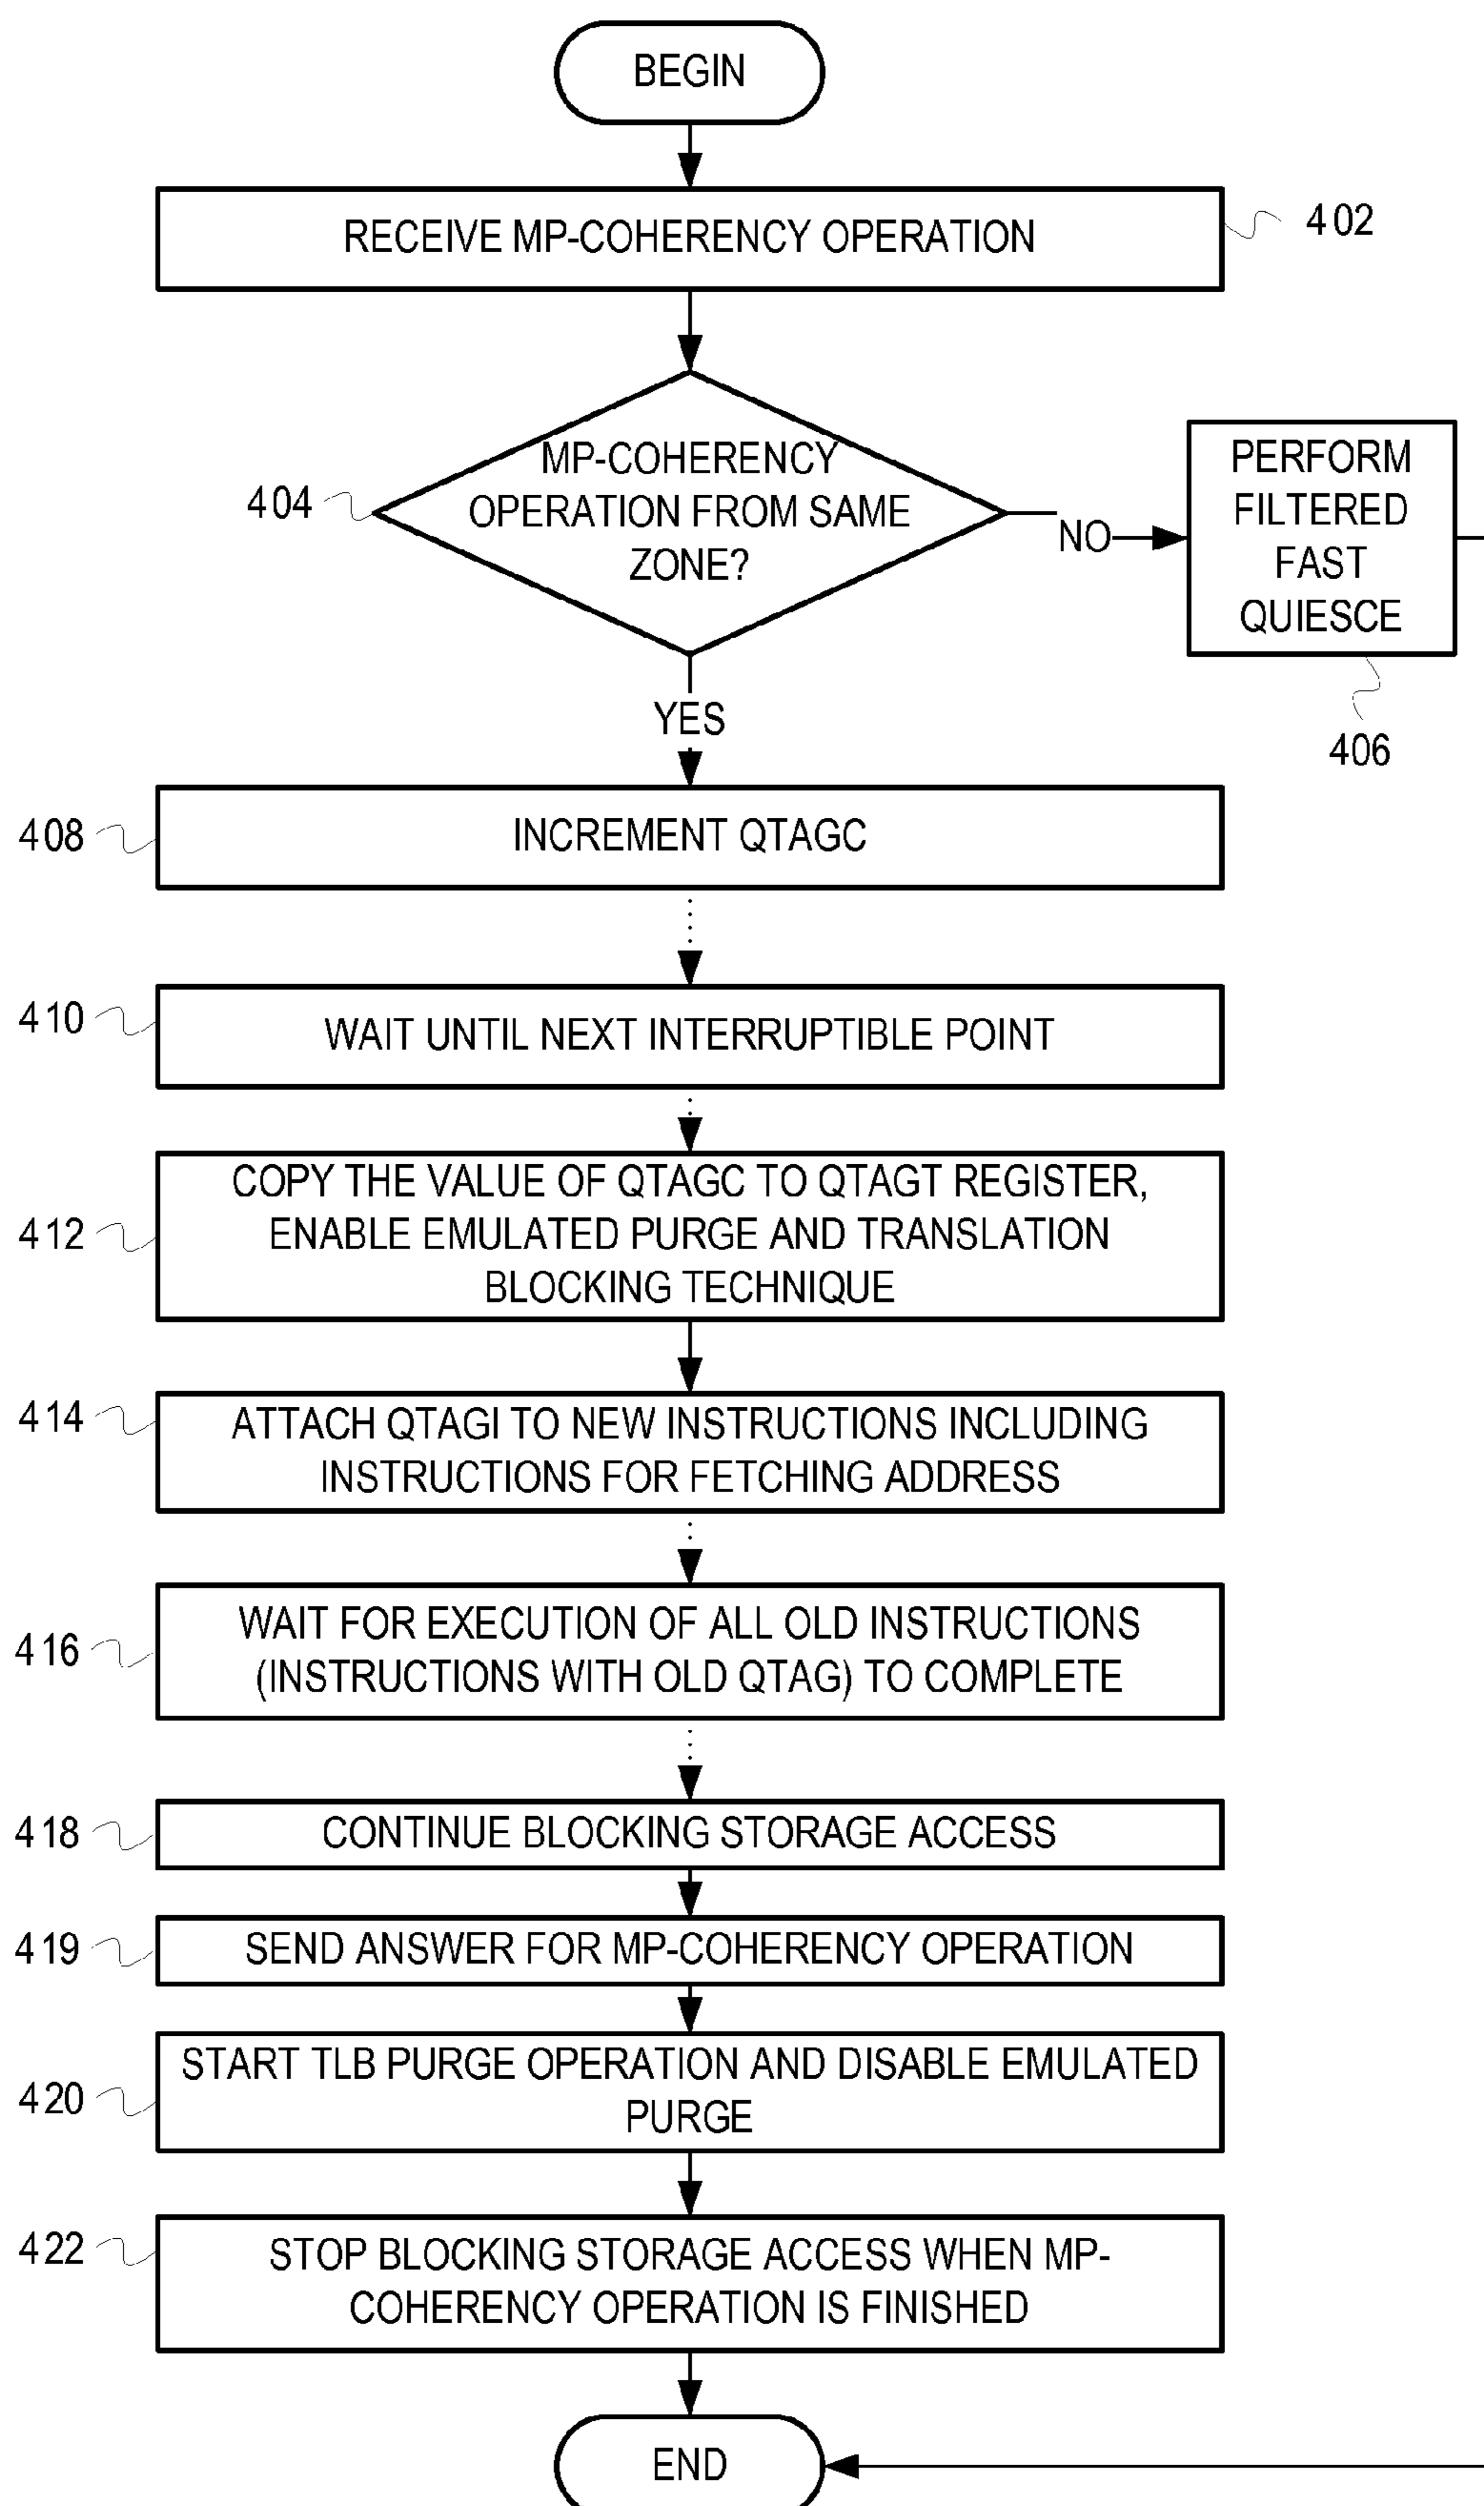 BEGIN
RECEIVE MP-COHERENCY OPERATION
402
MP-COHERENCY
OPERATION FROM SAME
ZONE?
404
NO
PERFORM
FILTERED
FAST
QUIESCE
406
YES
408
INCREMENT QTAGC
410
WAIT UNTIL NEXT INTERRUPTIBLE POINT
412
COPY THE VALUE OF QTAGC TO QTAGT REGISTER,
ENABLE EMULATED PURGE AND TRANSLATION
BLOCKING TECHNIQUE
414
ATTACH QTAGI TO NEW INSTRUCTIONS INCLUDING
INSTRUCTIONS FOR FETCHING ADDRESS
416
WAIT FOR EXECUTION OF ALL OLD INSTRUCTIONS
(INSTRUCTIONS WITH OLD QTAG) TO COMPLETE
418
CONTINUE BLOCKING STORAGE ACCESS
419
SEND ANSWER FOR MP-COHERENCY OPERATION
420
START TLB PURGE OPERATION AND DISABLE EMULATED
PURGE
422
STOP BLOCKING STORAGE ACCESS WHEN MP-
COHERENCY OPERATION IS FINISHED
END